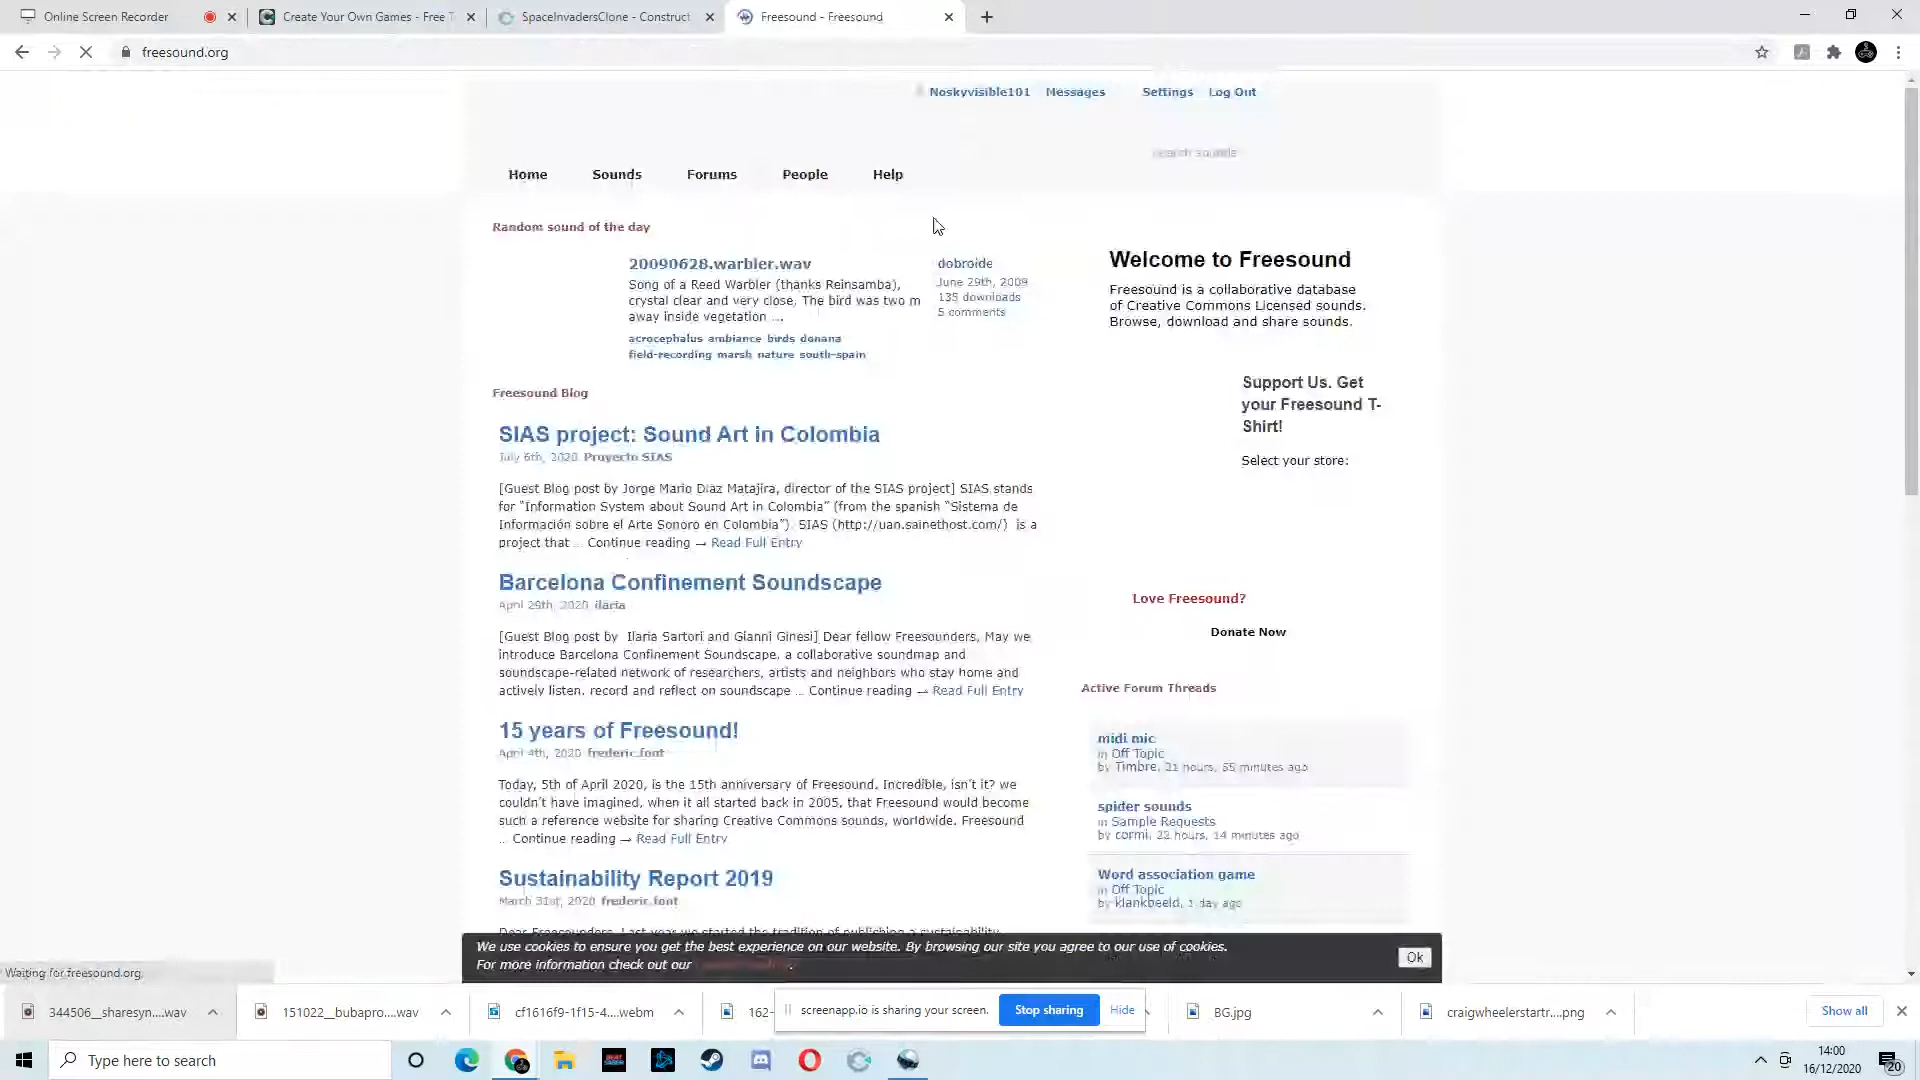 Online Screen Recorder
Create Your Own Games - Free T
SpaceInvadersClone - Construct
Freesound - Freesound
freesound.org
Noskyvisible101 Messages Settings Log Out
search sounds
Home Sounds Forums People Help
Random sound of the day
20090628.warbler.wav
Song of a Reed Warbler (thanks Reinsamba),
crystal clear and very close. The bird was two m
away inside vegetation ...
acrocephalus ambiance birds donana
field-recording marsh nature south-spain
dobroide
June 29th, 2009
135 downloads
5 comments
Welcome to Freesound
Freesound is a collaborative database
of Creative Commons Licensed sounds.
Browse, download and share sounds.
Support Us. Get
your Freesound T-
Shirt!
Select your store:
Freesound Blog
SIAS project: Sound Art in Colombia
July 6th, 2020 Proyecto SIAS
[Guest Blog post by Jorge Mario Díaz Matajira, director of the SIAS project] SIAS stands
for “Information System about Sound Art in Colombia” (from the spanish “Sistema de
Información sobre el Arte Sonoro en Colombia”). SIAS (http://uan.sainethost.com/) is a
project that ... Continue reading → Read Full Entry
Barcelona Confinement Soundscape
April 29th, 2020 ilaria
[Guest Blog post by Ilaria Sartori and Gianni Ginesi] Dear fellow Freesounders, May we
introduce Barcelona Confinement Soundscape, a collaborative soundmap and
soundscape-related network of researchers, artists and neighbors who stay home and
actively listen, record and reflect on soundscape ... Continue reading → Read Full Entry
15 years of Freesound!
April 4th, 2020 frederic.font
Today, 5th of April 2020, is the 15th anniversary of Freesound. Incredible, isn’t it? we
couldn’t have imagined, when it all started back in 2005, that Freesound would become
such a reference website for sharing Creative Commons sounds, worldwide. Freesound
... Continue reading → Read Full Entry
Sustainability Report 2019
March 31st, 2020 frederic.font
Dear Freesounders, Last year we started the tradition of publishing a sustainability
Love Freesound?
Donate Now
Active Forum Threads
midi mic
in Off Topic
by Timbre, 21 hours, 55 minutes ago
spider sounds
in Sample Requests
by cormi, 22 hours, 14 minutes ago
Word association game
in Off Topic
by klankbeeld, 1 day ago
We use cookies to ensure you get the best experience on our website. By browsing our site you agree to our use of cookies.
For more information check out our .
Ok
Waiting for freesound.org
344506__sharesyn....wav
151022__bubapro....wav
cf1616f9-1f15-4....webm
162-
screenapp.io is sharing your screen.
Stop sharing
Hide
BG.jpg
craigwheelerstartr....png
Show all
Type here to search
14:00
16/12/2020
20